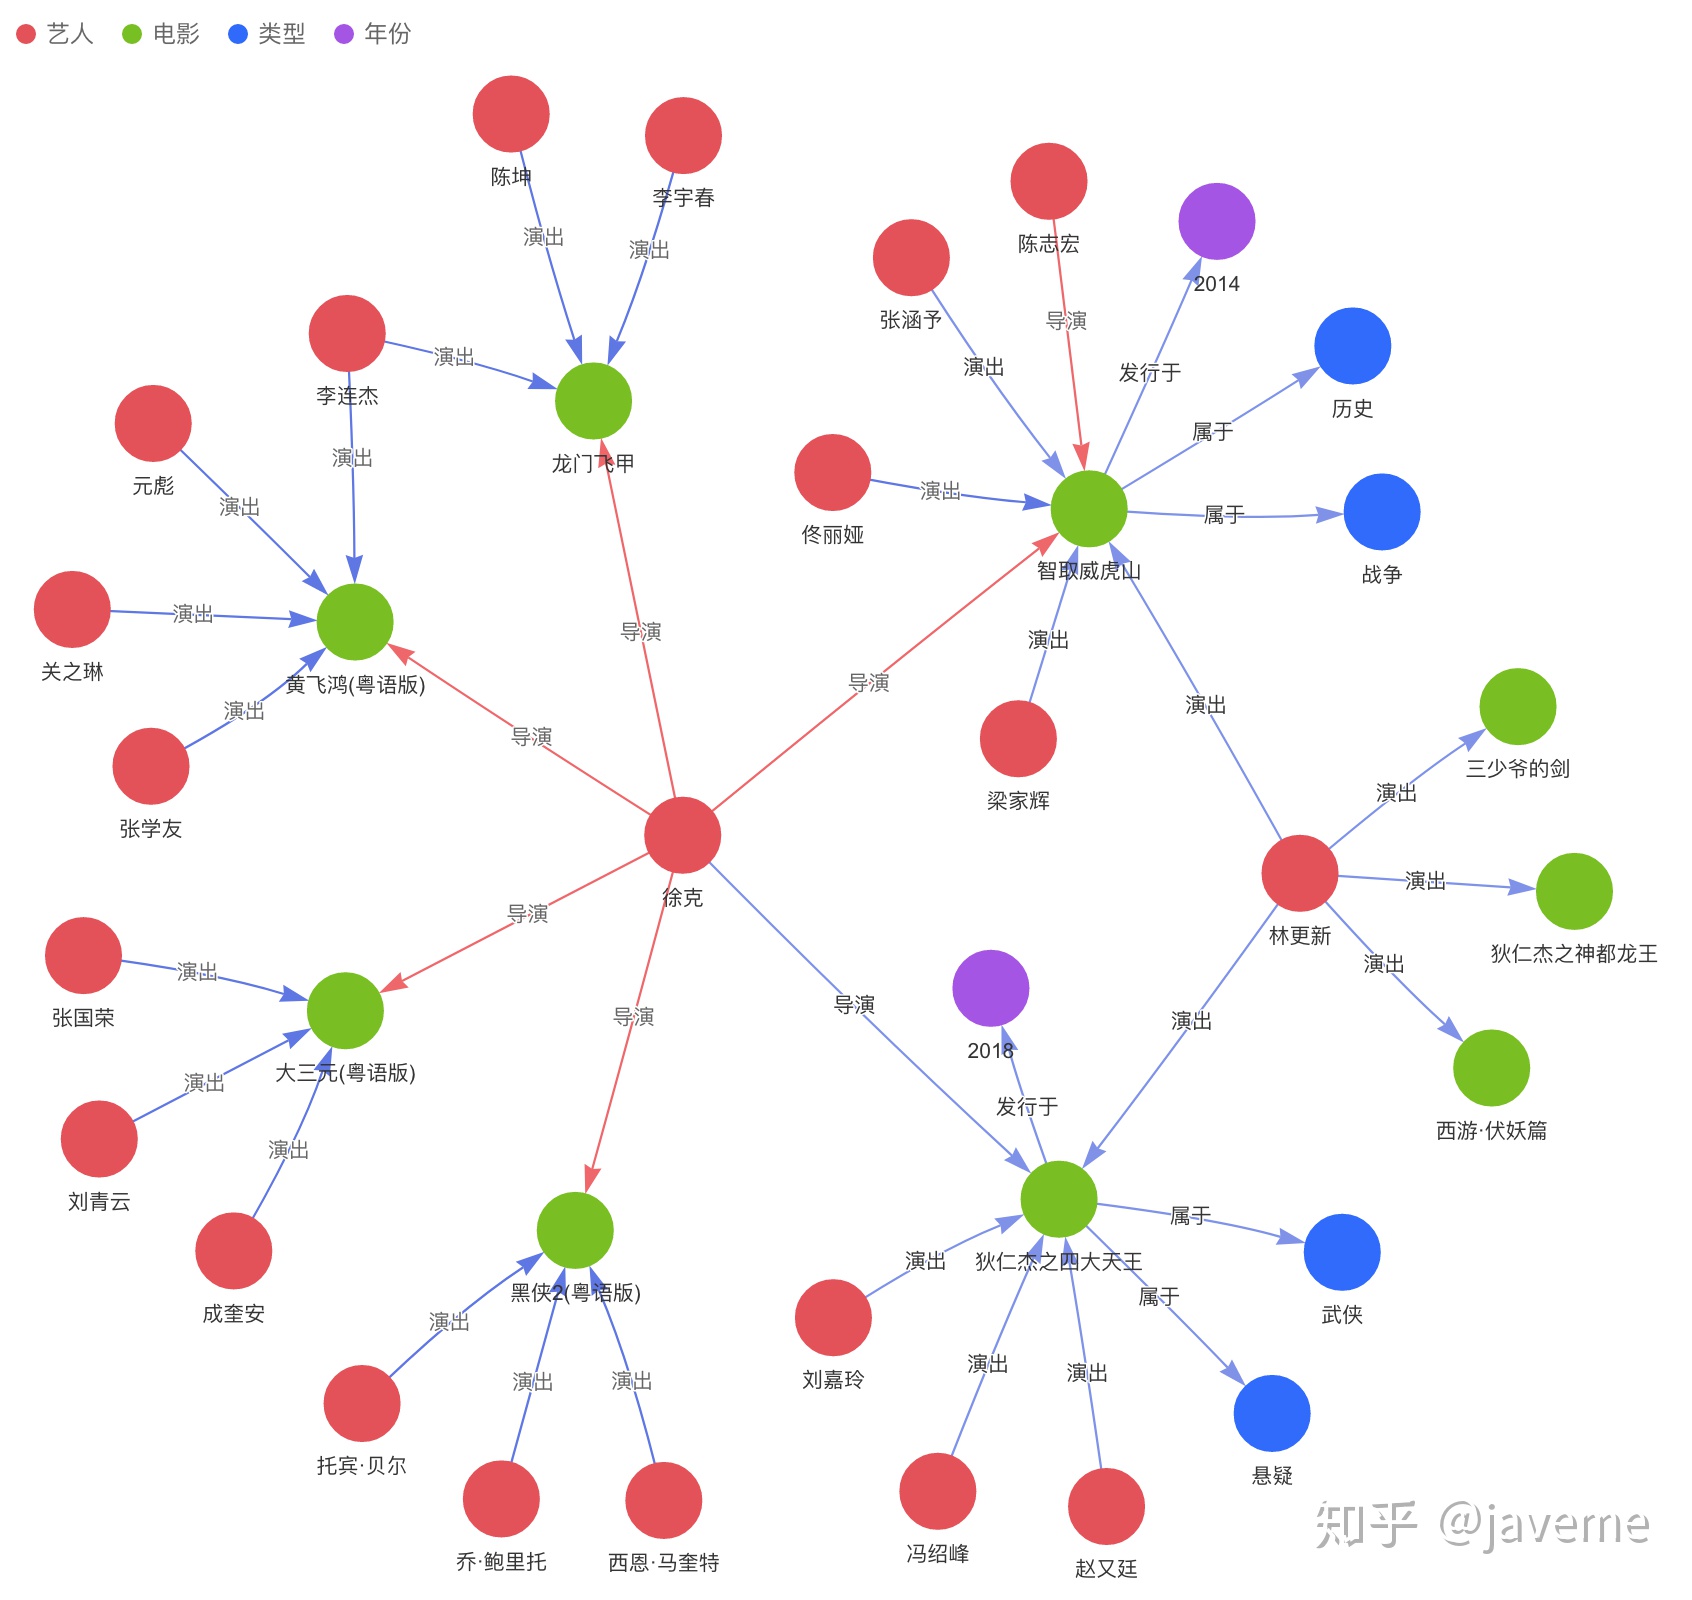 艺人 电影 类型 年份
陈坤
李宇春
陈志宏
演出
演出
2014
张涵予
导演
演出
李连杰
演出
发行于
历史
属于
演出
龙门飞甲
元彪
演出
演出
属于
佟丽娅
智取威虎山
战争
演出
导演
演出
关之琳
黄飞鸿(粤语版)
导演
演出
演出
三少爷的剑
导演
演出
梁家辉
张学友
演出
徐克
林更新
导演
狄仁杰之神都龙王
演出
演出
导演
导演
演出
张国荣
2018
大三元(粤语版)
演出
发行于
西游·伏妖篇
演出
刘青云
属于
演出
狄仁杰之四大天王
黑侠2(粤语版)
属于
成奎安
演出
武侠
演出
演出
演出
演出
刘嘉玲
托宾·贝尔
悬疑
乔·鲍里托
西恩·马奎特
冯绍峰
赵又廷
知乎 @javerne